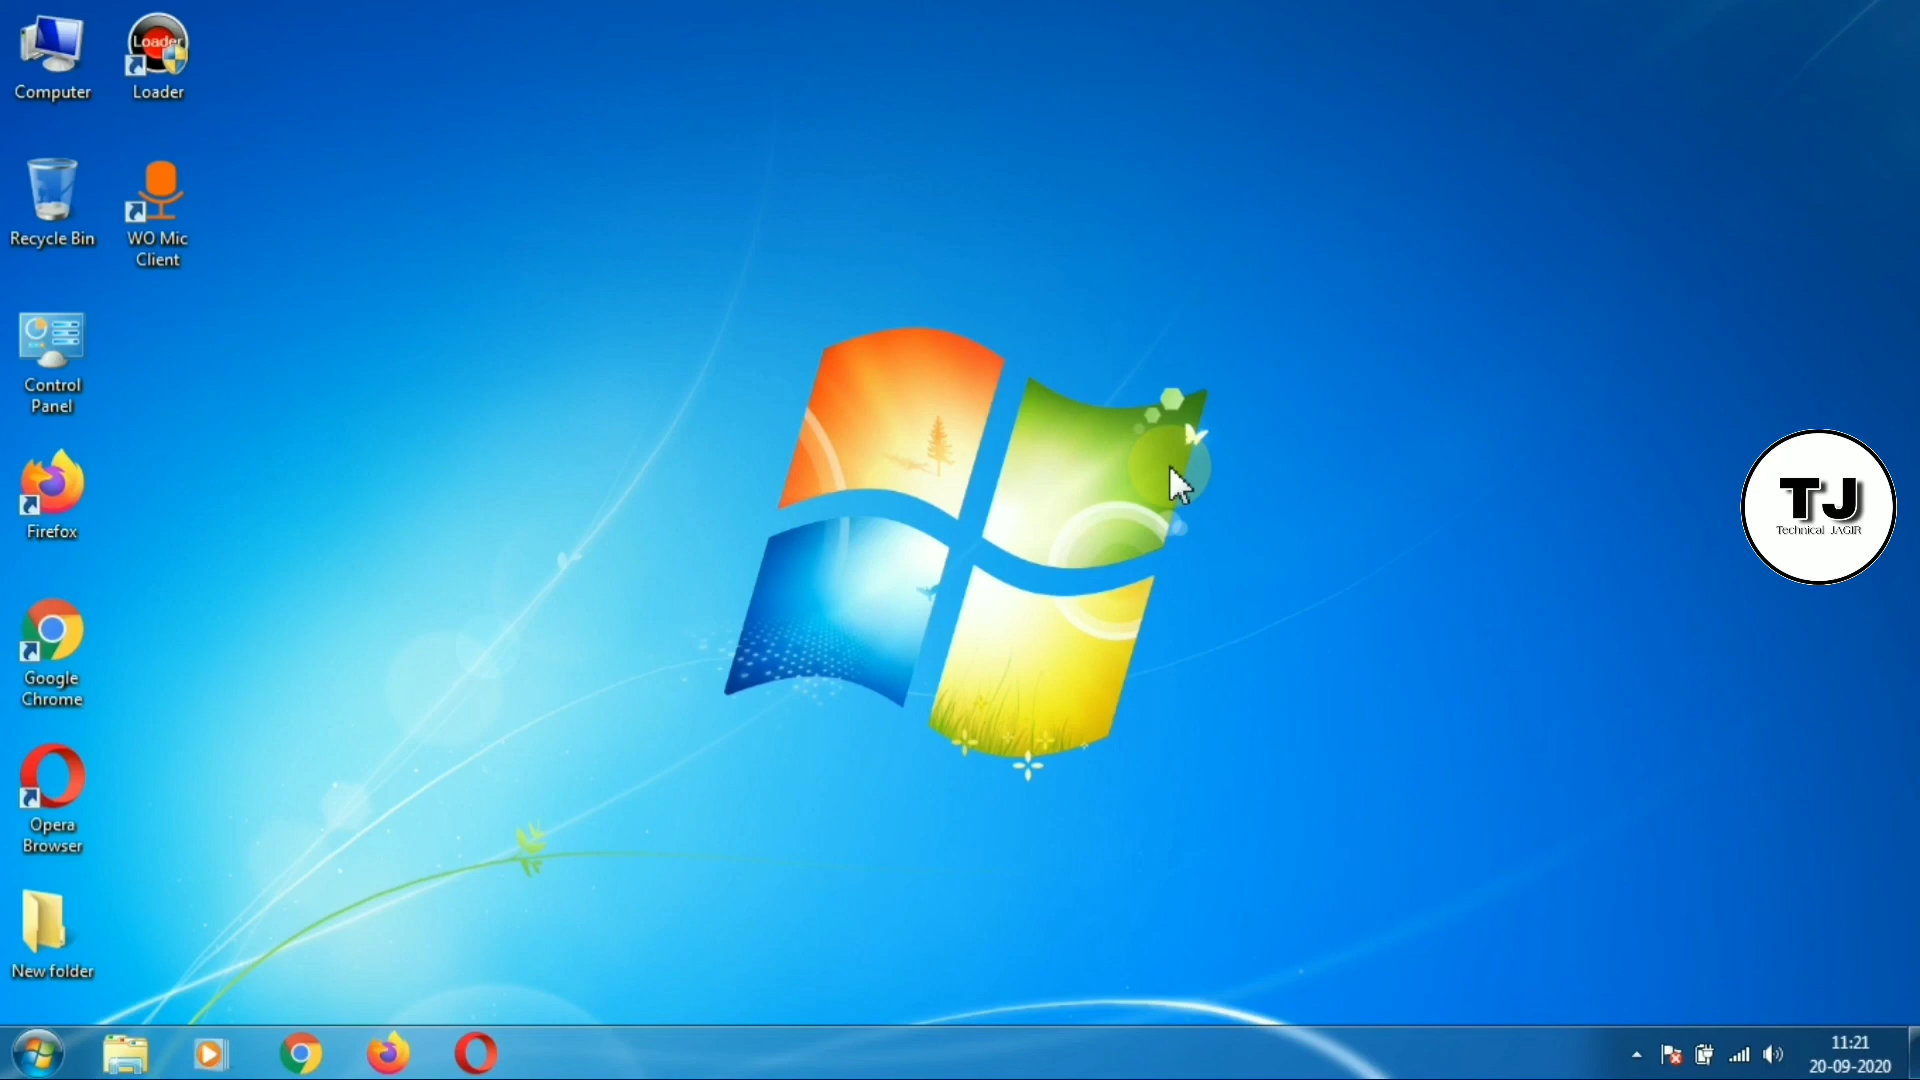 Computer
Loader
Loader
Recycle Bin
WO Mic
Client
Control
Panel
Firefox
Google
Chrome
Opera
Browser
New folder
TJ
Technical JAGIR
11:21
20-09-2020